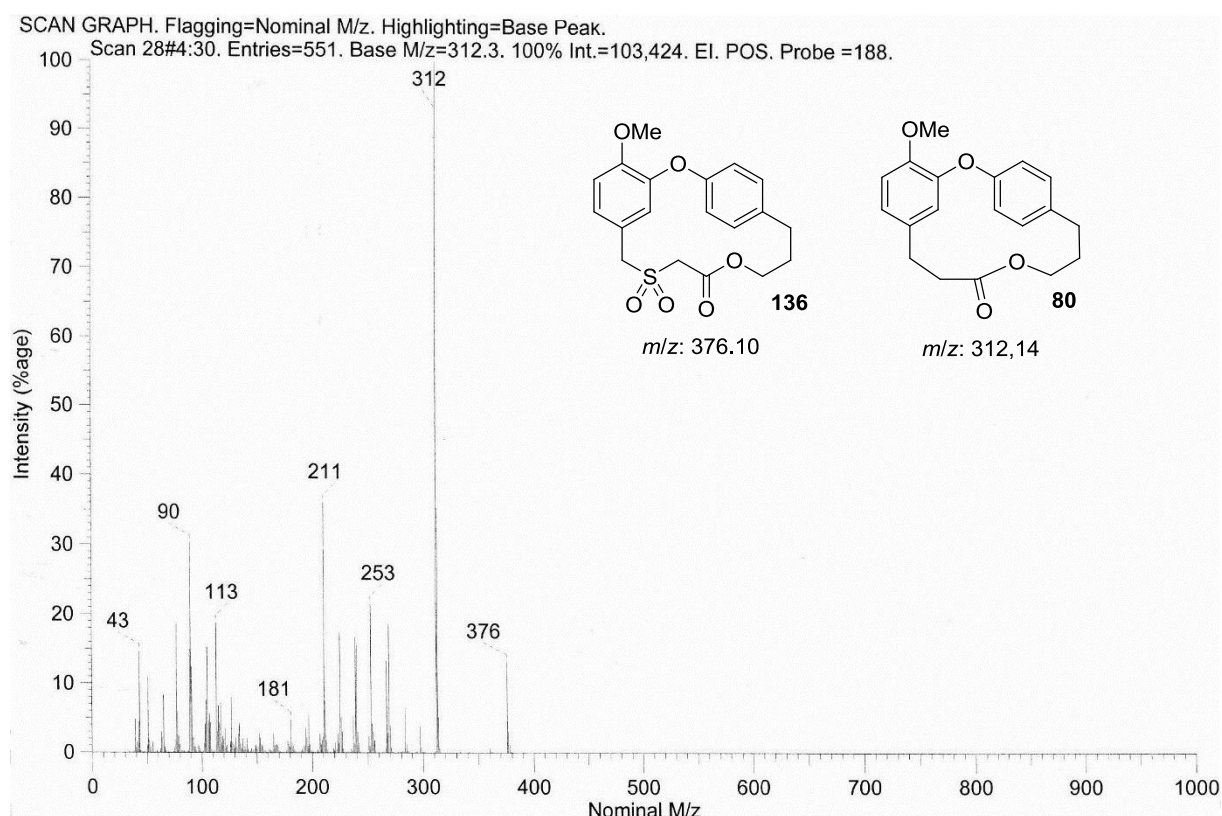 SCAN GRAPH. Flagging=Nominal M/z. Highlighting=Base Peak.
Scan 28#4:30. Entries=551. Base M/z=312.3. 100% Int.=103,424. EI. POS. Probe =188.
100
90
80
70
60
50
40
30
20
10
0
Intensity (%age)
312
211
90
253
113
43
376
181
OMe
O
O
S
O O
O
136
m/z: 376.10
OMe
O
O
O
80
m/z: 312,14
0 100 200 300 400 500 600 700 800 900 1000
Nominal M/z